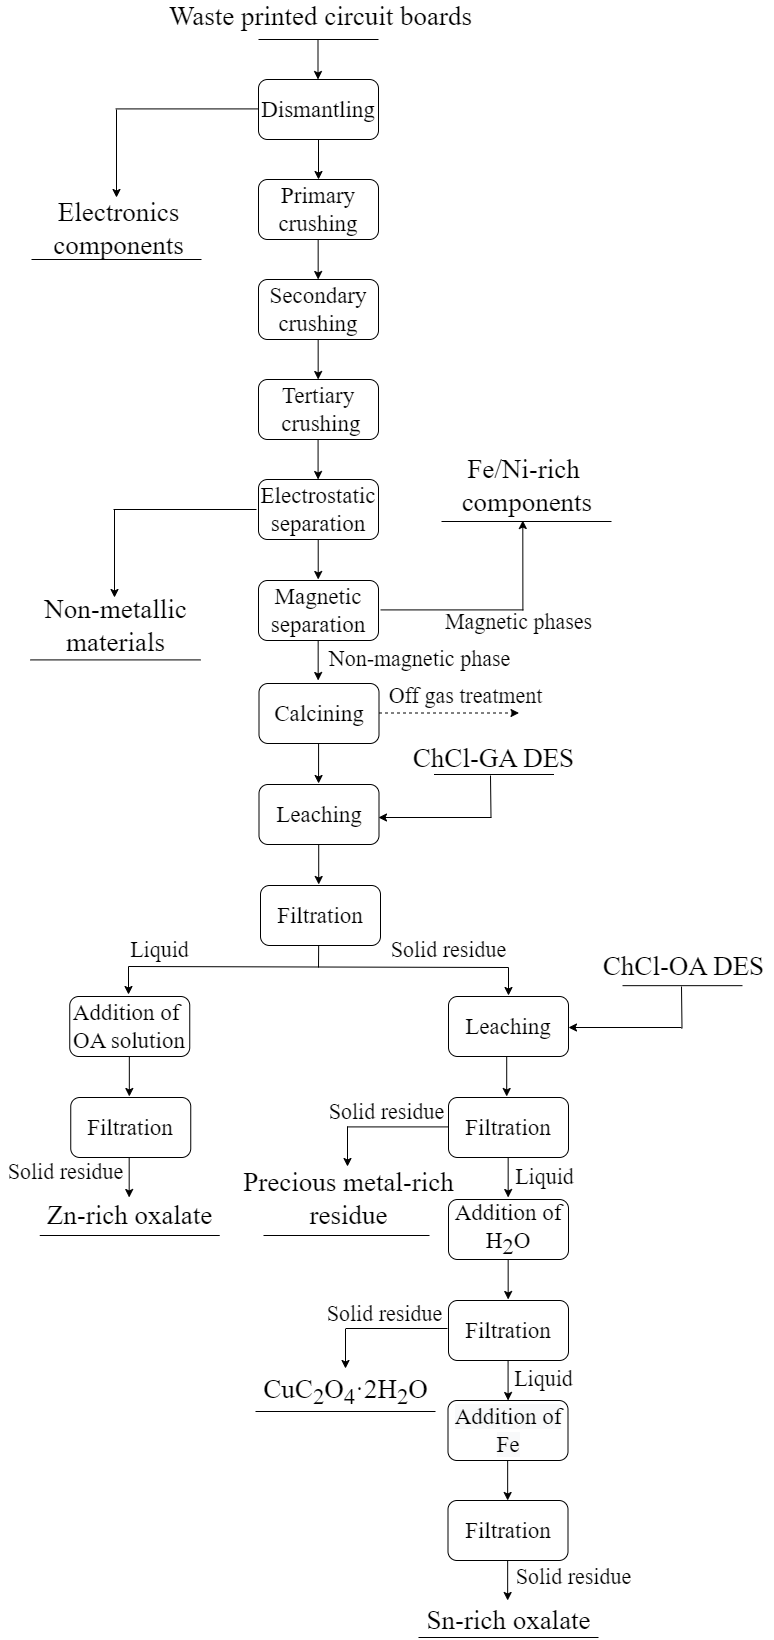 Waste printed circuit boards
Dismantling
Electronics
components
Primary
crushing
Secondary
crushing
Tertiary
crushing
Electrostatic
separation
Fe/Ni-rich
components
Non-metallic
materials
Magnetic
separation
Magnetic phases
Non-magnetic phase
Calcining
Off gas treatment
ChCl-GA DES
Leaching
Filtration
Liquid
Solid residue
ChCl-OA DES
Addition of
OA solution
Leaching
Filtration
Solid residue
Zn-rich oxalate
Filtration
Solid residue
Precious metal-rich
residue
Liquid
Addition of
H₂O
Filtration
Solid residue
CuC₂O₄·2H₂O
Liquid
Addition of
Fe
Filtration
Solid residue
Sn-rich oxalate